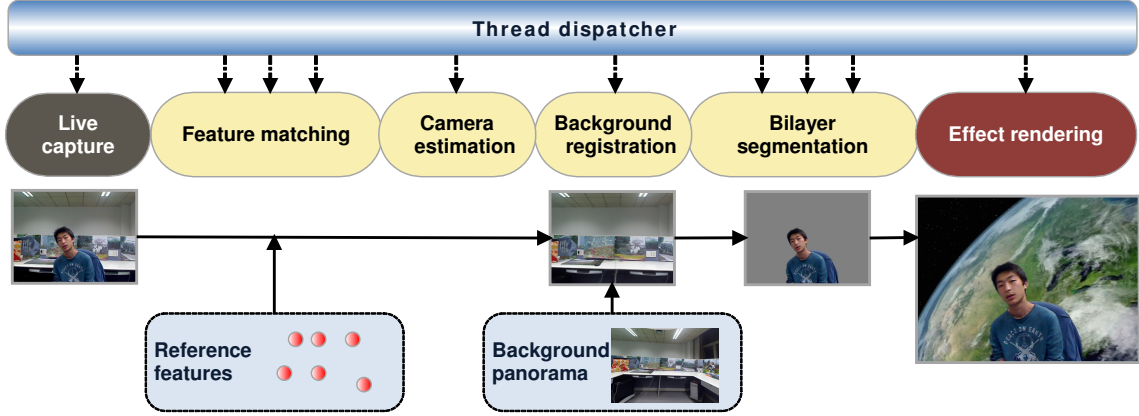 Thread dispatcher
Live
capture
Feature matching
Camera
estimation
Background
registration
Bilayer
segmentation
Effect rendering
Reference
features
Background
panorama